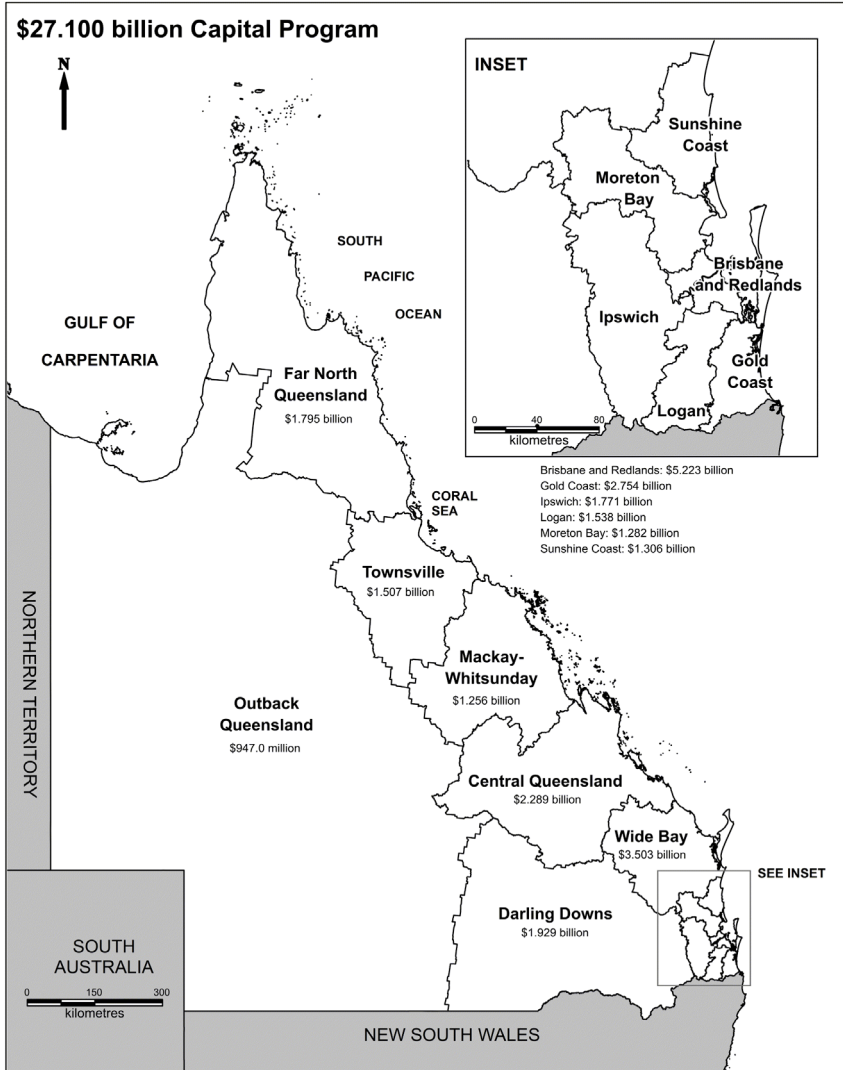 $27.100 billion Capital Program
N
INSET
Sunshine
Coast
Moreton
Bay
Brisbane
and Redlands
Ipswich
Gold
Coast
Logan
0 40 80
kilometres
SOUTH
PACIFIC
OCEAN
GULF OF
CARPENTARIA
Far North
Queensland
$1.795 billion
Brisbane and Redlands: $5.223 billion
Gold Coast: $2.754 billion
Ipswich: $1.771 billion
Logan: $1.538 billion
Moreton Bay: $1.282 billion
Sunshine Coast: $1.306 billion
CORAL
SEA
Townsville
$1.507 billion
NORTHERN TERRITORY
Mackay-
Whitsunday
$1.256 billion
Outback
Queensland
$947.0 million
Central Queensland
$2.289 billion
Wide Bay
$3.503 billion
SEE INSET
Darling Downs
$1.929 billion
SOUTH
AUSTRALIA
0 150 300
kilometres
NEW SOUTH WALES